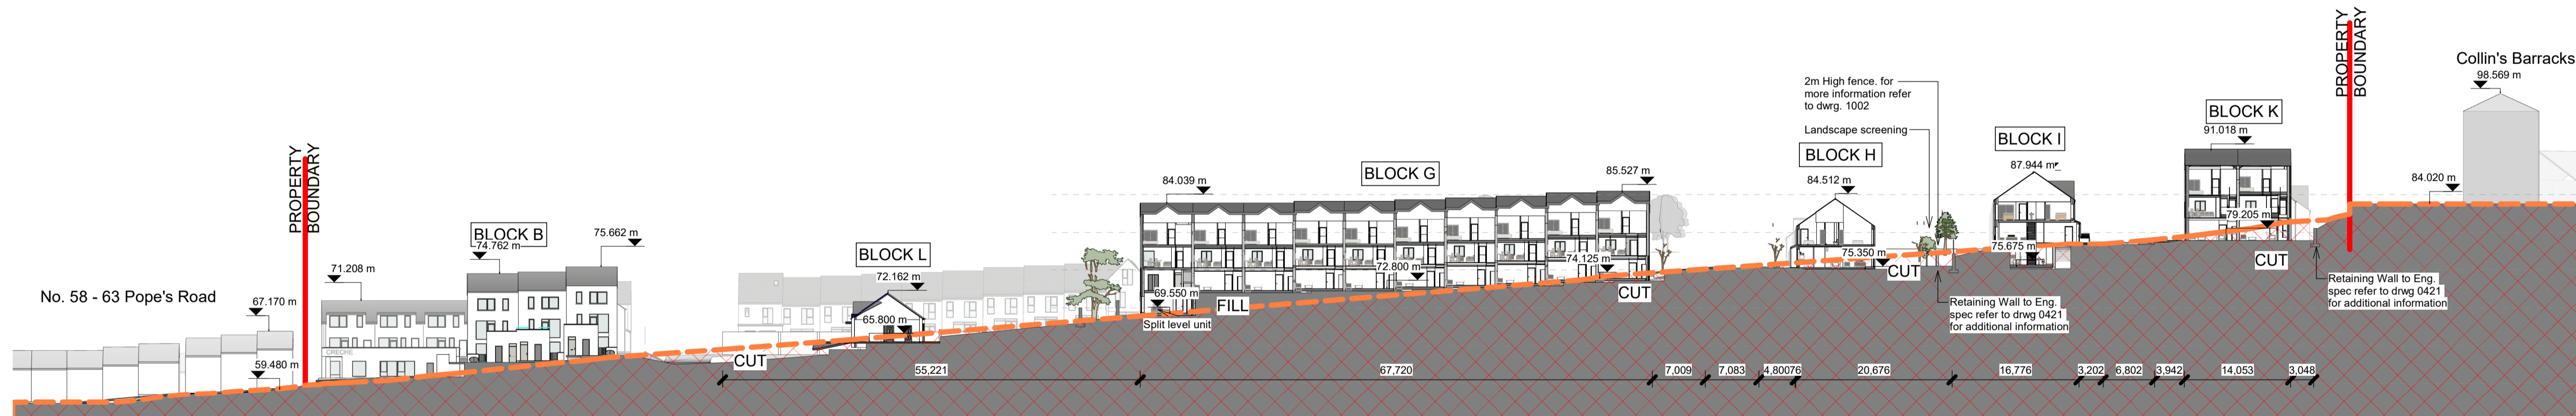 No. 58 - 63 Pope's Road
67.170 m
59.480 m
PROPERTY
BOUNDARY
71.208 m
CRECHE
BLOCK B
74.762 m
75.662 m
CUT
BLOCK L
72.162 m
65.800 m
55,221
84.039 m
69.550 m
Split level unit
FILL
BLOCK G
72.800 m
74.125 m
85.527 m
CUT
67,720
7,009
7,083
4,80076
20,676
2m High fence. for
more information refer
to dwrg. 1002
Landscape screening
BLOCK H
84.512 m
75.350 m
CUT
Retaining Wall to Eng.
spec refer to drwg 0421
for additional information
BLOCK I
87.944 m
75.675 m
16,776
3,202
6,802
3,942
14,053
3,048
BLOCK K
91.018 m
79.205 m
CUT
Retaining Wall to Eng.
spec refer to drwg 0421
for additional information
PROPERTY
BOUNDARY
84.020 m
Collin's Barracks
98.569 m